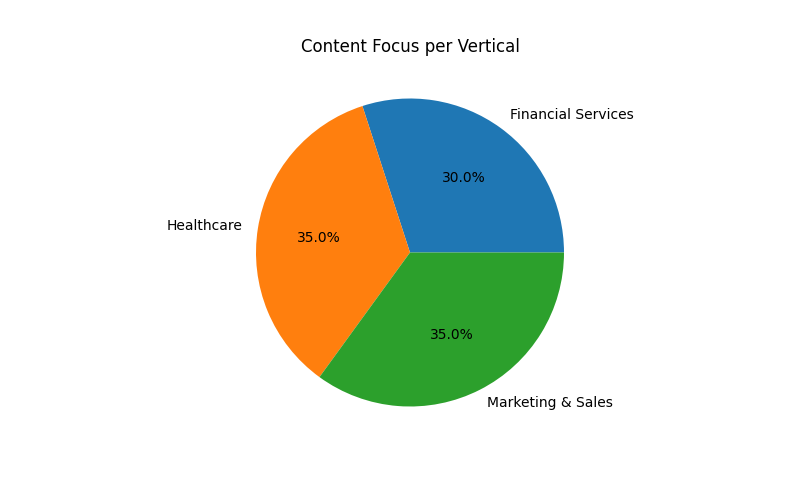 Content Focus per Vertical
Financial Services
30.0%
Healthcare
35.0%
35.0%
Marketing & Sales